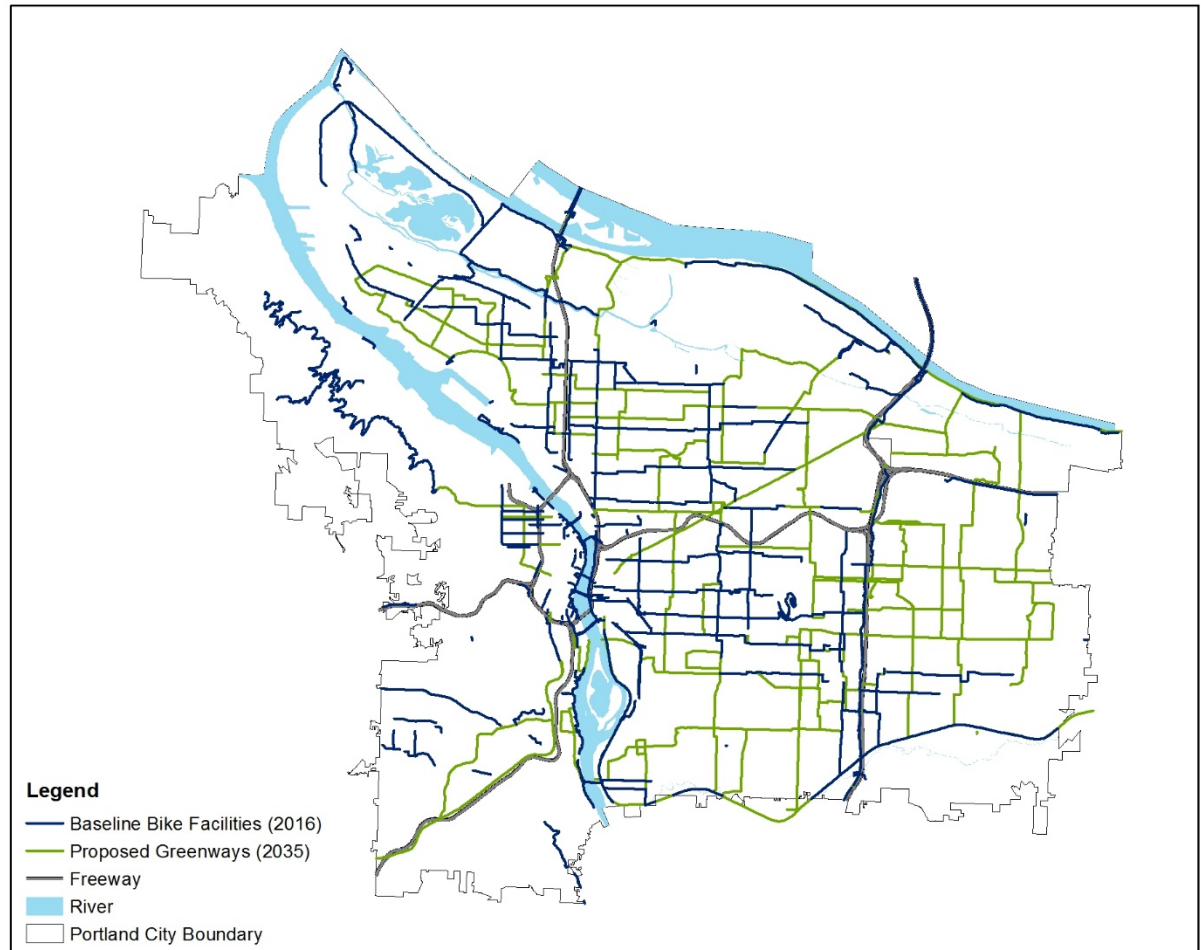 Legend
Baseline Bike Facilities (2016)
Proposed Greenways (2035)
Freeway
River
Portland City Boundary